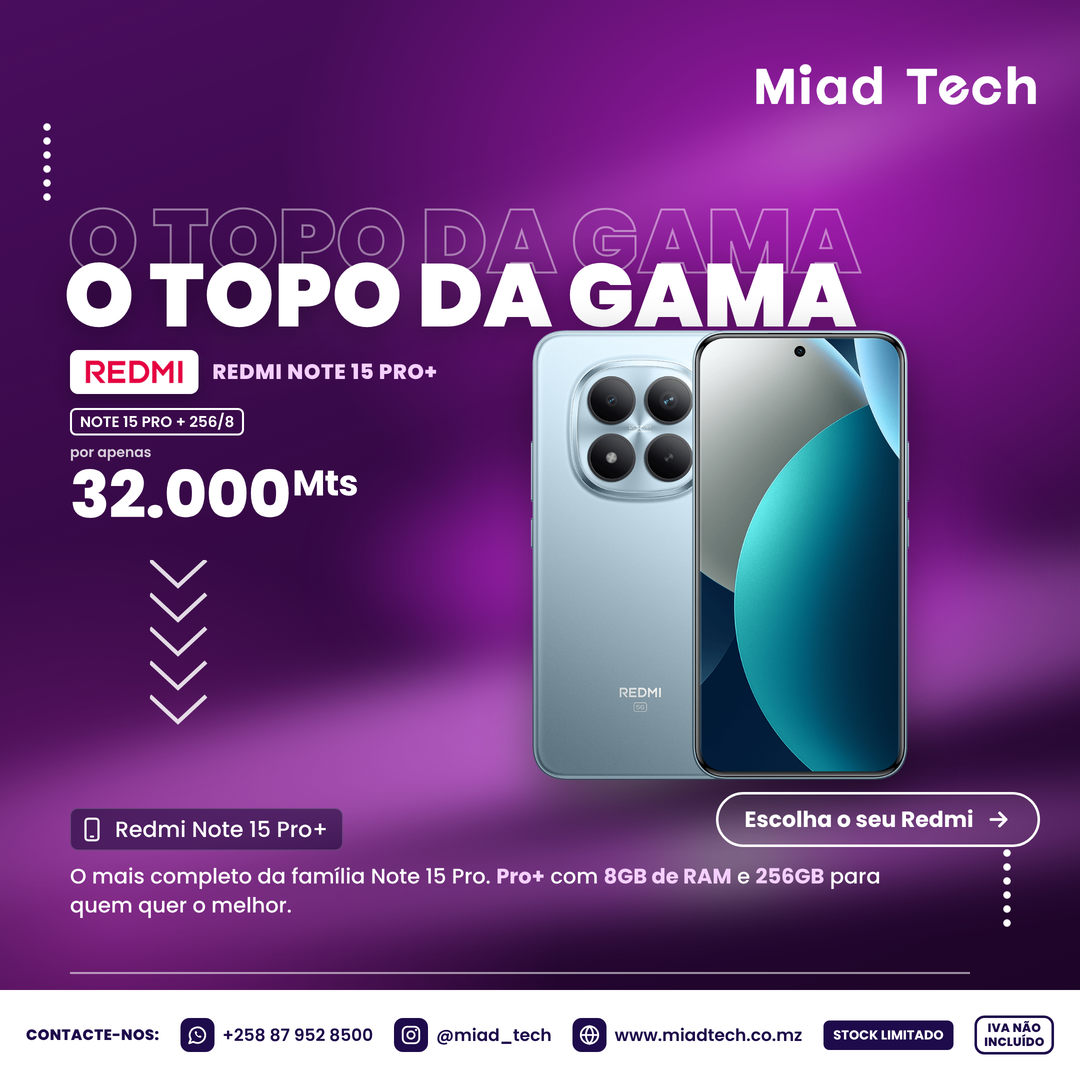 Miad Tech
O TOPO DA GAMA
O TOPO DA GAMA
REDMI REDMI NOTE 15 PRO+
NOTE 15 PRO + 256/8
por apenas
32.000Mts
REDMI
5G
Redmi Note 15 Pro+
Escolha o seu Redmi →
O mais completo da família Note 15 Pro. Pro+ com 8GB de RAM e 256GB para
quem quer o melhor.
CONTACTE-NOS: +258 87 952 8500 @miad_tech www.miadtech.co.mz STOCK LIMITADO IVA NÃO
INCLUÍDO